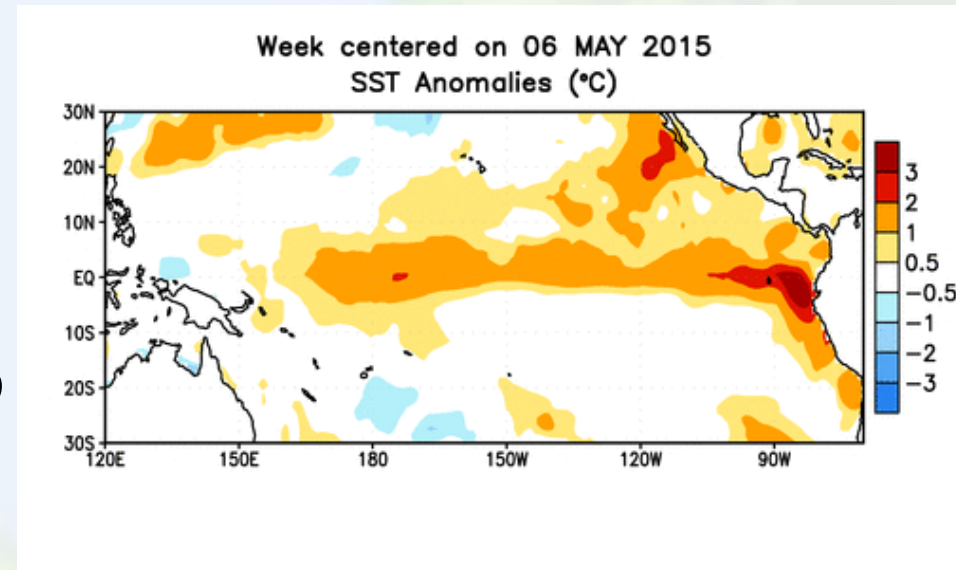 Week centered on 06 MAY 2015
SST Anomalies (°C)
30N
20N
10N
EQ
10S
20S
30S
120E 150E 180 150W 120W 90W
3
2
1
0.5
−0.5
−1
−2
−3
)